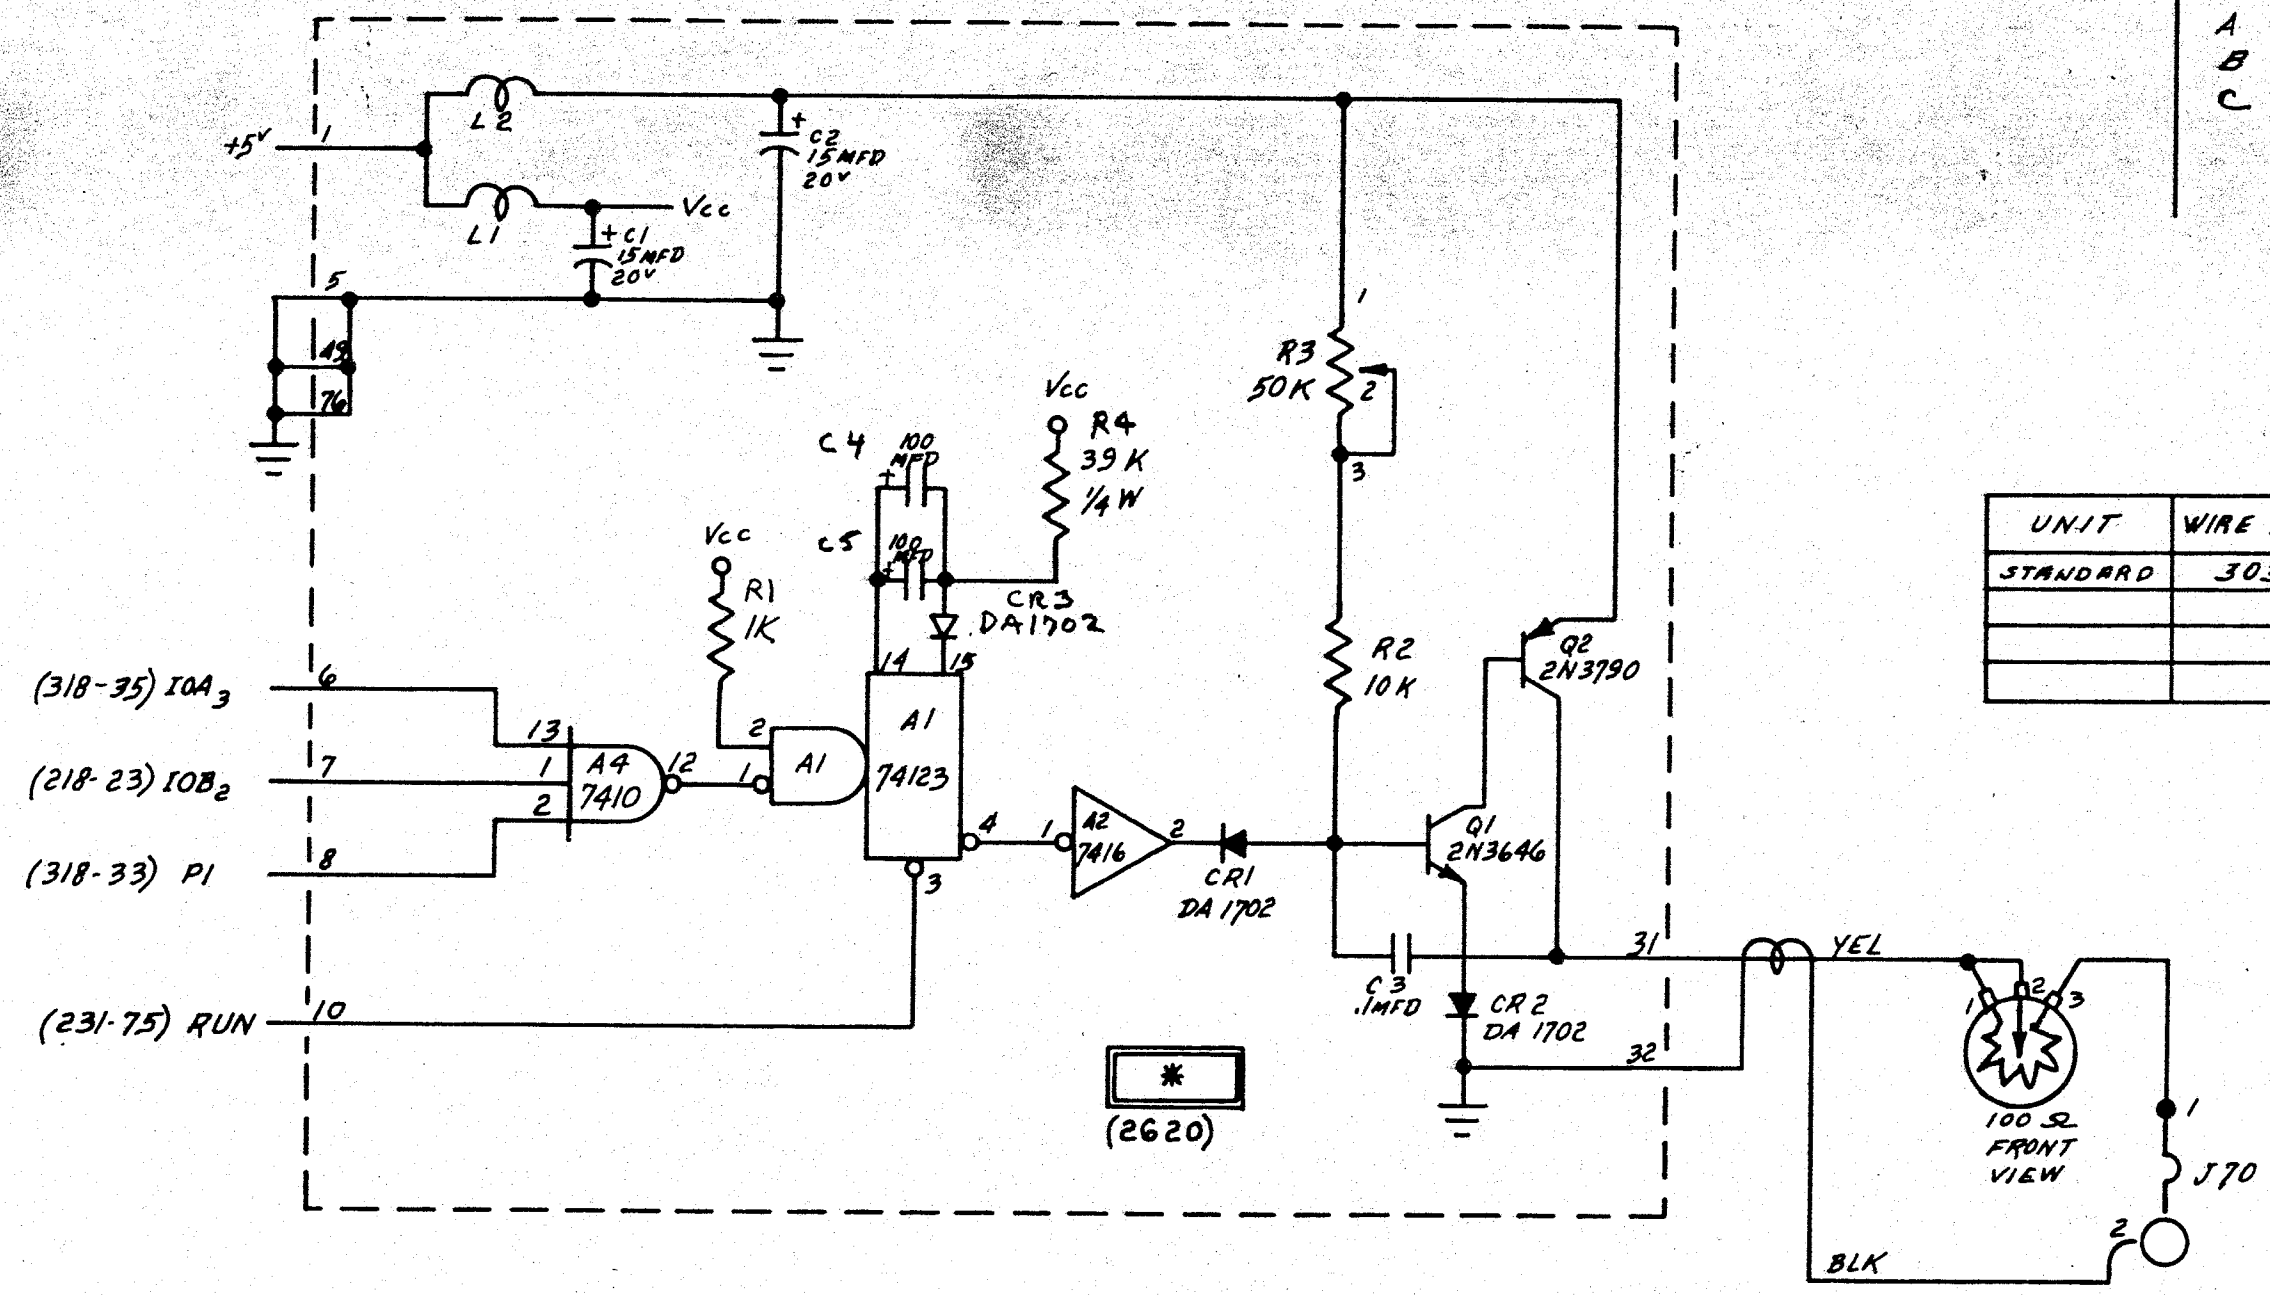 A
B
C
+5V
1
L2
+
C2
15MFD
20V
L1
VCC
+
C1
15MFD
20V
5
49
76
1
R3
50K
2
3
VCC
R4
39K
1/4 W
C4
100
MFD
+
C5
100
MFD
+
VCC
R1
1K
CR3
DA1702
14
15
UNIT
WIRE
STANDARD
(318-35) IOA3
6
13
(218-23) IOB2
7
1
A4
7410
12
2
(318-33) P1
8
2
1
A1
A1
74123
4
3
1
A2
7416
2
CR1
DA 1702
R2
10K
Q2
2N3790
Q1
2N3646
C3
.1MFD
CR2
DA 1702
31
YEL
32
1
2
3
100 Ω
FRONT
VIEW
1
J70
2
BLK
(231-75) RUN
10
*
(2620)